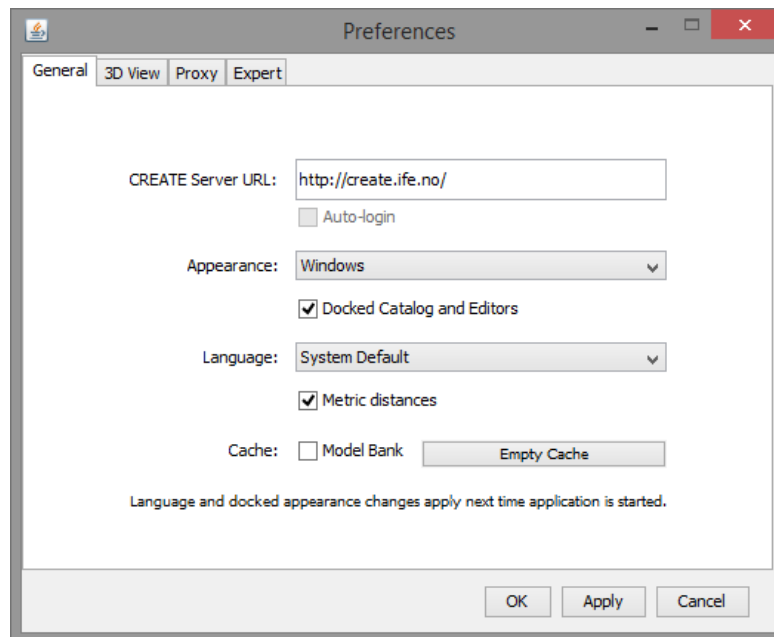 Preferences
General 3D View Proxy Expert
CREATE Server URL: http://create.ife.no/
Auto-login
Appearance: Windows
Docked Catalog and Editors
Language: System Default
Metric distances
Cache: Model Bank Empty Cache
Language and docked appearance changes apply next time application is started.
OK Apply Cancel